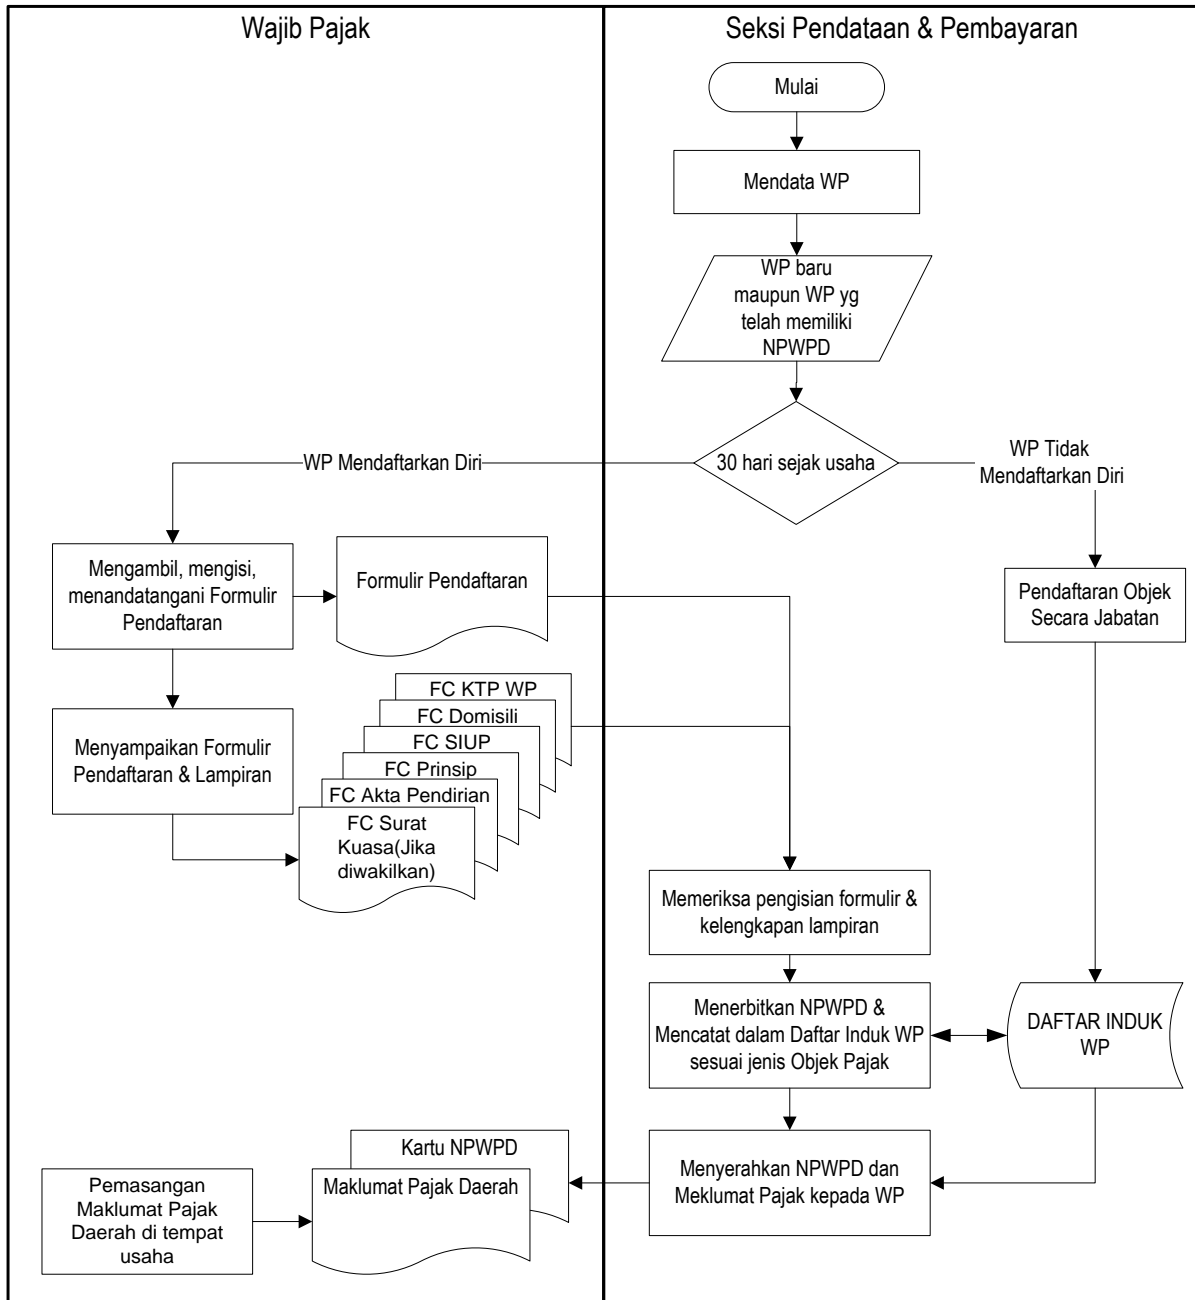 Wajib Pajak
Seksi Pendataan & Pembayaran
Mulai
Mendata WP
WP baru
maupun WP yg
telah memiliki
NPWPD
30 hari sejak usaha
WP Mendaftarkan Diri
WP Tidak
Mendaftarkan Diri
Mengambil, mengisi,
menandatangani Formulir
Pendaftaran
Formulir Pendaftaran
Pendaftaran Objek
Secara Jabatan
Menyampaikan Formulir
Pendaftaran & Lampiran
FC KTP WP
FC Domisili
FC SIUP
FC Prinsip
FC Akta Pendirian
FC Surat
Kuasa(Jika
diwakilkan)
Memeriksa pengisian formulir &
kelengkapan lampiran
Menerbitkan NPWPD &
Mencatat dalam Daftar Induk WP
sesuai jenis Objek Pajak
DAFTAR INDUK
WP
Menyerahkan NPWPD dan
Meklumat Pajak kepada WP
Kartu NPWPD
Maklumat Pajak Daerah
Pemasangan
Maklumat Pajak
Daerah di tempat
usaha